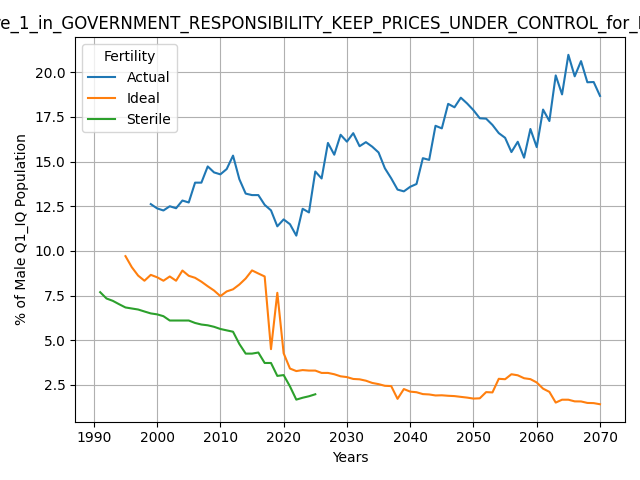 e_1_in_GOVERNMENT_RESPONSIBILITY_KEEP_PRICES_UNDER_CONTROL_for_
Fertility
Actual
Ideal
Sterile
% of Male Q1_IQ Population
20.0
17.5
15.0
12.5
10.0
7.5
5.0
2.5
1990 2000 2010 2020 2030 2040 2050 2060 2070
Years